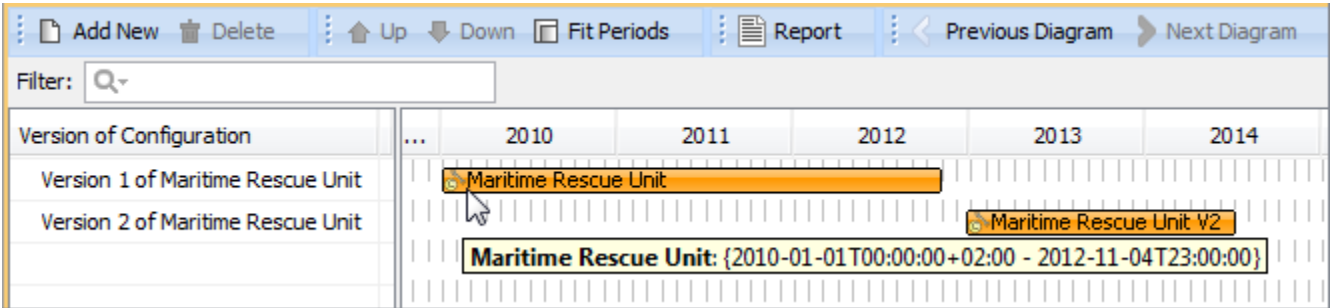 Add New Delete Up Down Fit Periods Report Previous Diagram Next Diagram
Filter:
Version of Configuration ... 2010 2011 2012 2013 2014
Version 1 of Maritime Rescue Unit Maritime Rescue Unit
Version 2 of Maritime Rescue Unit Maritime Rescue Unit V2
Maritime Rescue Unit: {2010-01-01T00:00:00+02:00 - 2012-11-04T23:00:00}